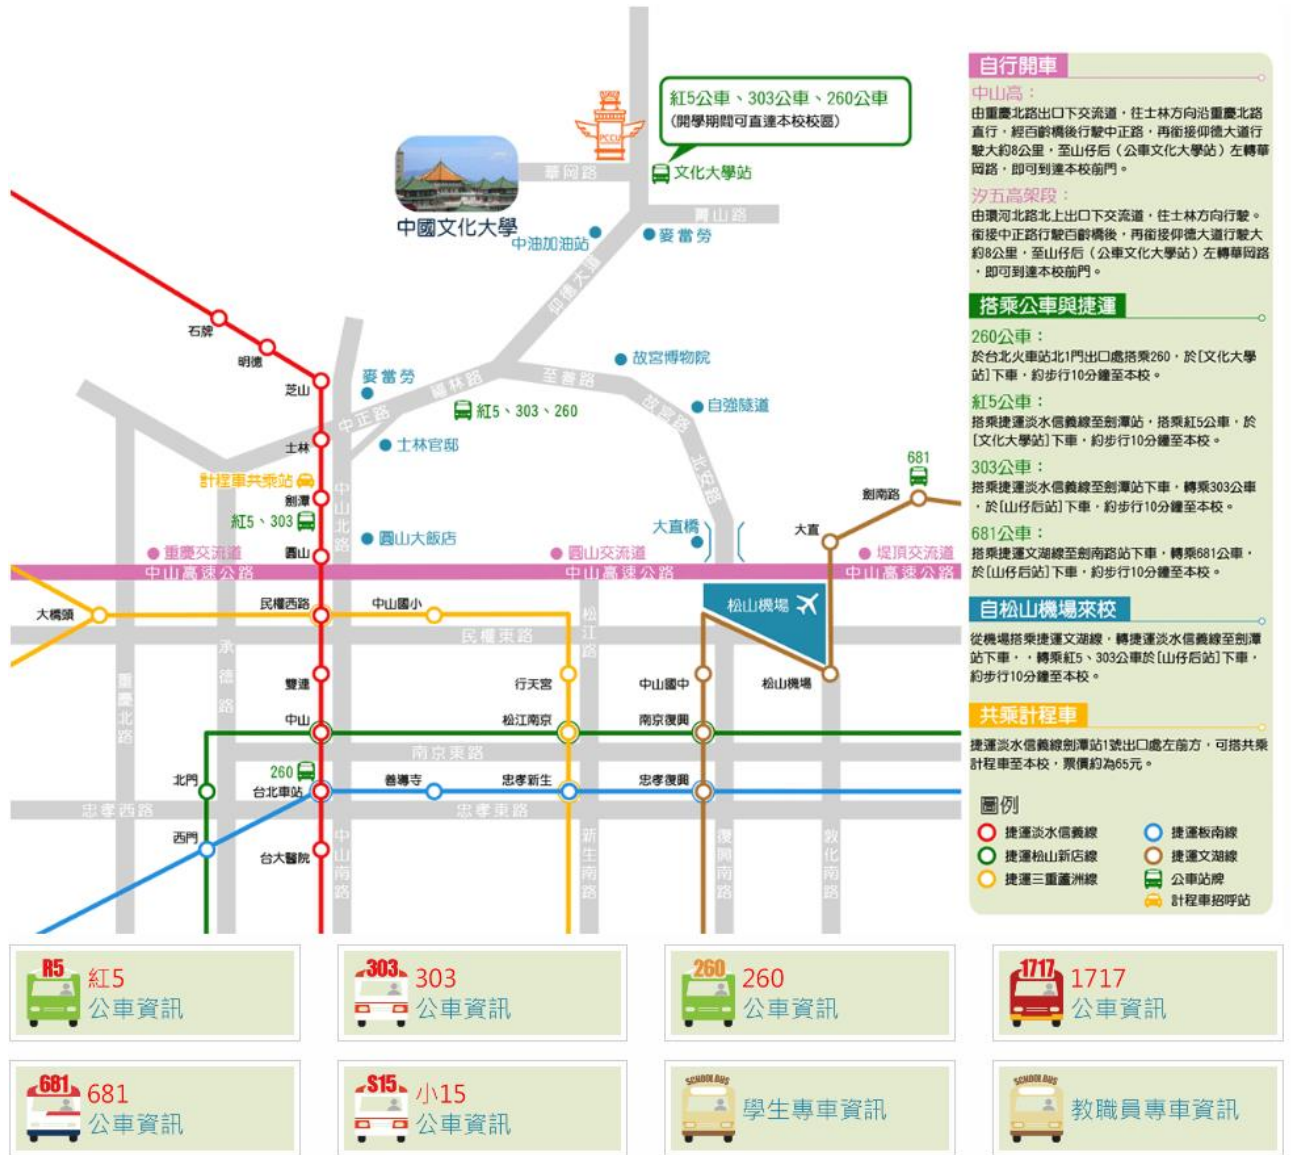 紅5公車、303公車、260公車
(開學期間可直達本校校區)
PCCU
華岡路
文化大學站
菁山路
中國文化大學
中油加油站
麥當勞
仰德大道
石牌
明德
芝山
麥當勞
故宮博物院
福林路
至善路
中正路
紅5、303、260
故宮路
自強隧道
士林
士林官邸
北安路
681
計程車共乘站
劍潭
中山北路
劍南路
紅5、303
大直橋
大直
圓山
圓山大飯店
重慶交流道
圓山交流道
堤頂交流道
中山高速公路
中山高速公路
中山高速公路
大橋頭
民權西路
中山國小
松江路
松山機場
承德路
民權東路
重慶北路
雙連
行天宮
中山國中
松山機場
中山
松江南京
南京復興
南京東路
北門
260
台北車站
善導寺
忠孝新生
忠孝復興
忠孝西路
忠孝東路
西門
台大醫院
中山南路
新生南路
復興南路
敦化南路
自行開車
中山高：
由重慶北路出口下交流道，往士林方向沿重慶北路
直行，經百齡橋後行駛中正路，再銜接仰德大道行
駛大約8公里，至山仔后（公車文化大學站）左轉華
岡路，即可到達本校前門。
汐五高架段：
由環河北路北上出口下交流道，往士林方向行駛。
銜接中正路行駛百齡橋後，再銜接仰德大道行駛大
約8公里，至山仔后（公車文化大學站）左轉華岡路
，即可到達本校前門。
搭乘公車與捷運
260公車：
於台北火車站北1門出口處搭乘260，於[文化大學
站]下車，約步行10分鐘至本校。
紅5公車：
搭乘捷運淡水信義線至劍潭站，搭乘紅5公車，於
[文化大學站]下車，約步行10分鐘至本校。
303公車：
搭乘捷運淡水信義線至劍潭站下車，轉乘303公車
，於[山仔后站]下車，約步行10分鐘至本校。
681公車：
搭乘捷運文湖線至劍南路站下車，轉乘681公車，
於[山仔后站]下車，約步行10分鐘至本校。
自松山機場來校
從機場搭乘捷運文湖線，轉捷運淡水信義線至劍潭
站下車，，轉乘紅5、303公車於[山仔后站]下車，
約步行10分鐘至本校。
共乘計程車
捷運淡水信義線劍潭站1號出口處左前方，可搭共乘
計程車至本校，票價約為65元。
圖例
捷運淡水信義線
捷運板南線
捷運松山新店線
捷運文湖線
捷運三重蘆洲線
公車站牌
計程車招呼站
R5
紅5
公車資訊
303
303
公車資訊
260
260
公車資訊
1717
1717
公車資訊
681
681
公車資訊
S15
小15
公車資訊
SCHOOL BUS
學生專車資訊
SCHOOL BUS
教職員專車資訊